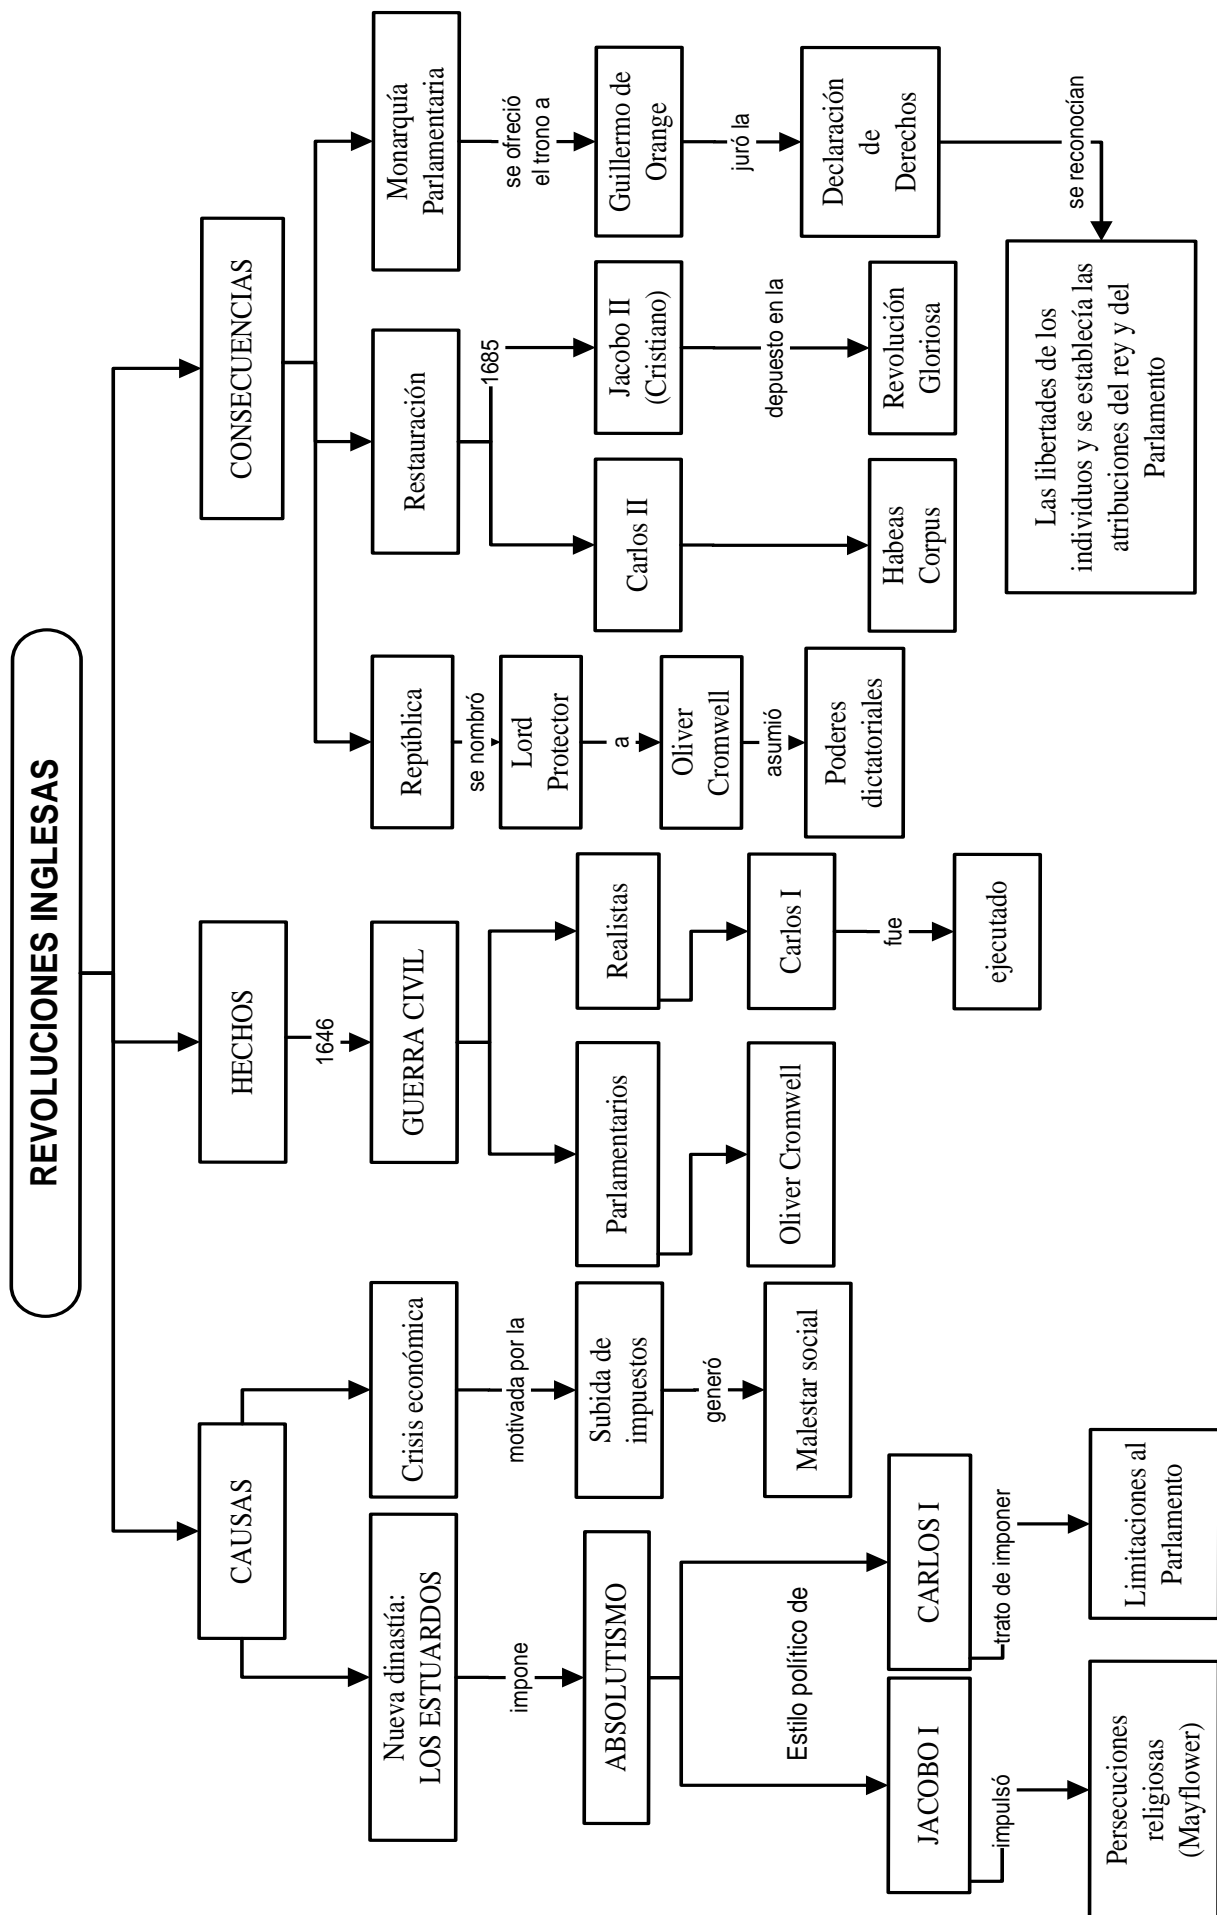 REVOLUCIONES INGLESAS
CAUSAS
HECHOS
CONSECUENCIAS
Nueva dinastía:
LOS ESTUARDOS
impone
ABSOLUTISMO
Estilo político de
JACOBO I
impulsó
Persecuciones
religiosas
(Mayflower)
CARLOS I
trato de imponer
Limitaciones al
Parlamento
Crisis económica
motivada por la
Subida de
impuestos
generó
Malestar social
1646
GUERRA CIVIL
Parlamentarios
Oliver Cromwell
Realistas
Carlos I
fue
ejecutado
República
se nombró
Lord
Protector
a
Oliver
Cromwell
asumió
Poderes
dictatoriales
Restauración
1685
Carlos II
Habeas
Corpus
Jacobo II
(Cristiano)
depuesto en la
Revolución
Gloriosa
Monarquía
Parlamentaria
se ofreció
el trono a
Guillermo de
Orange
juró la
Declaración
de
Derechos
se reconocían
Las libertades de los
individuos y se establecía las
atribuciones del rey y del
Parlamento